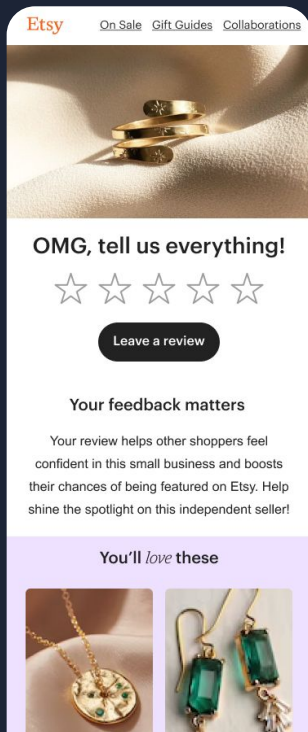 Etsy On Sale Gift Guides Collaborations
OMG, tell us everything!
Leave a review
Your feedback matters
Your review helps other shoppers feel
confident in this small business and boosts
their chances of being featured on Etsy. Help
shine the spotlight on this independent seller!
You'll love these